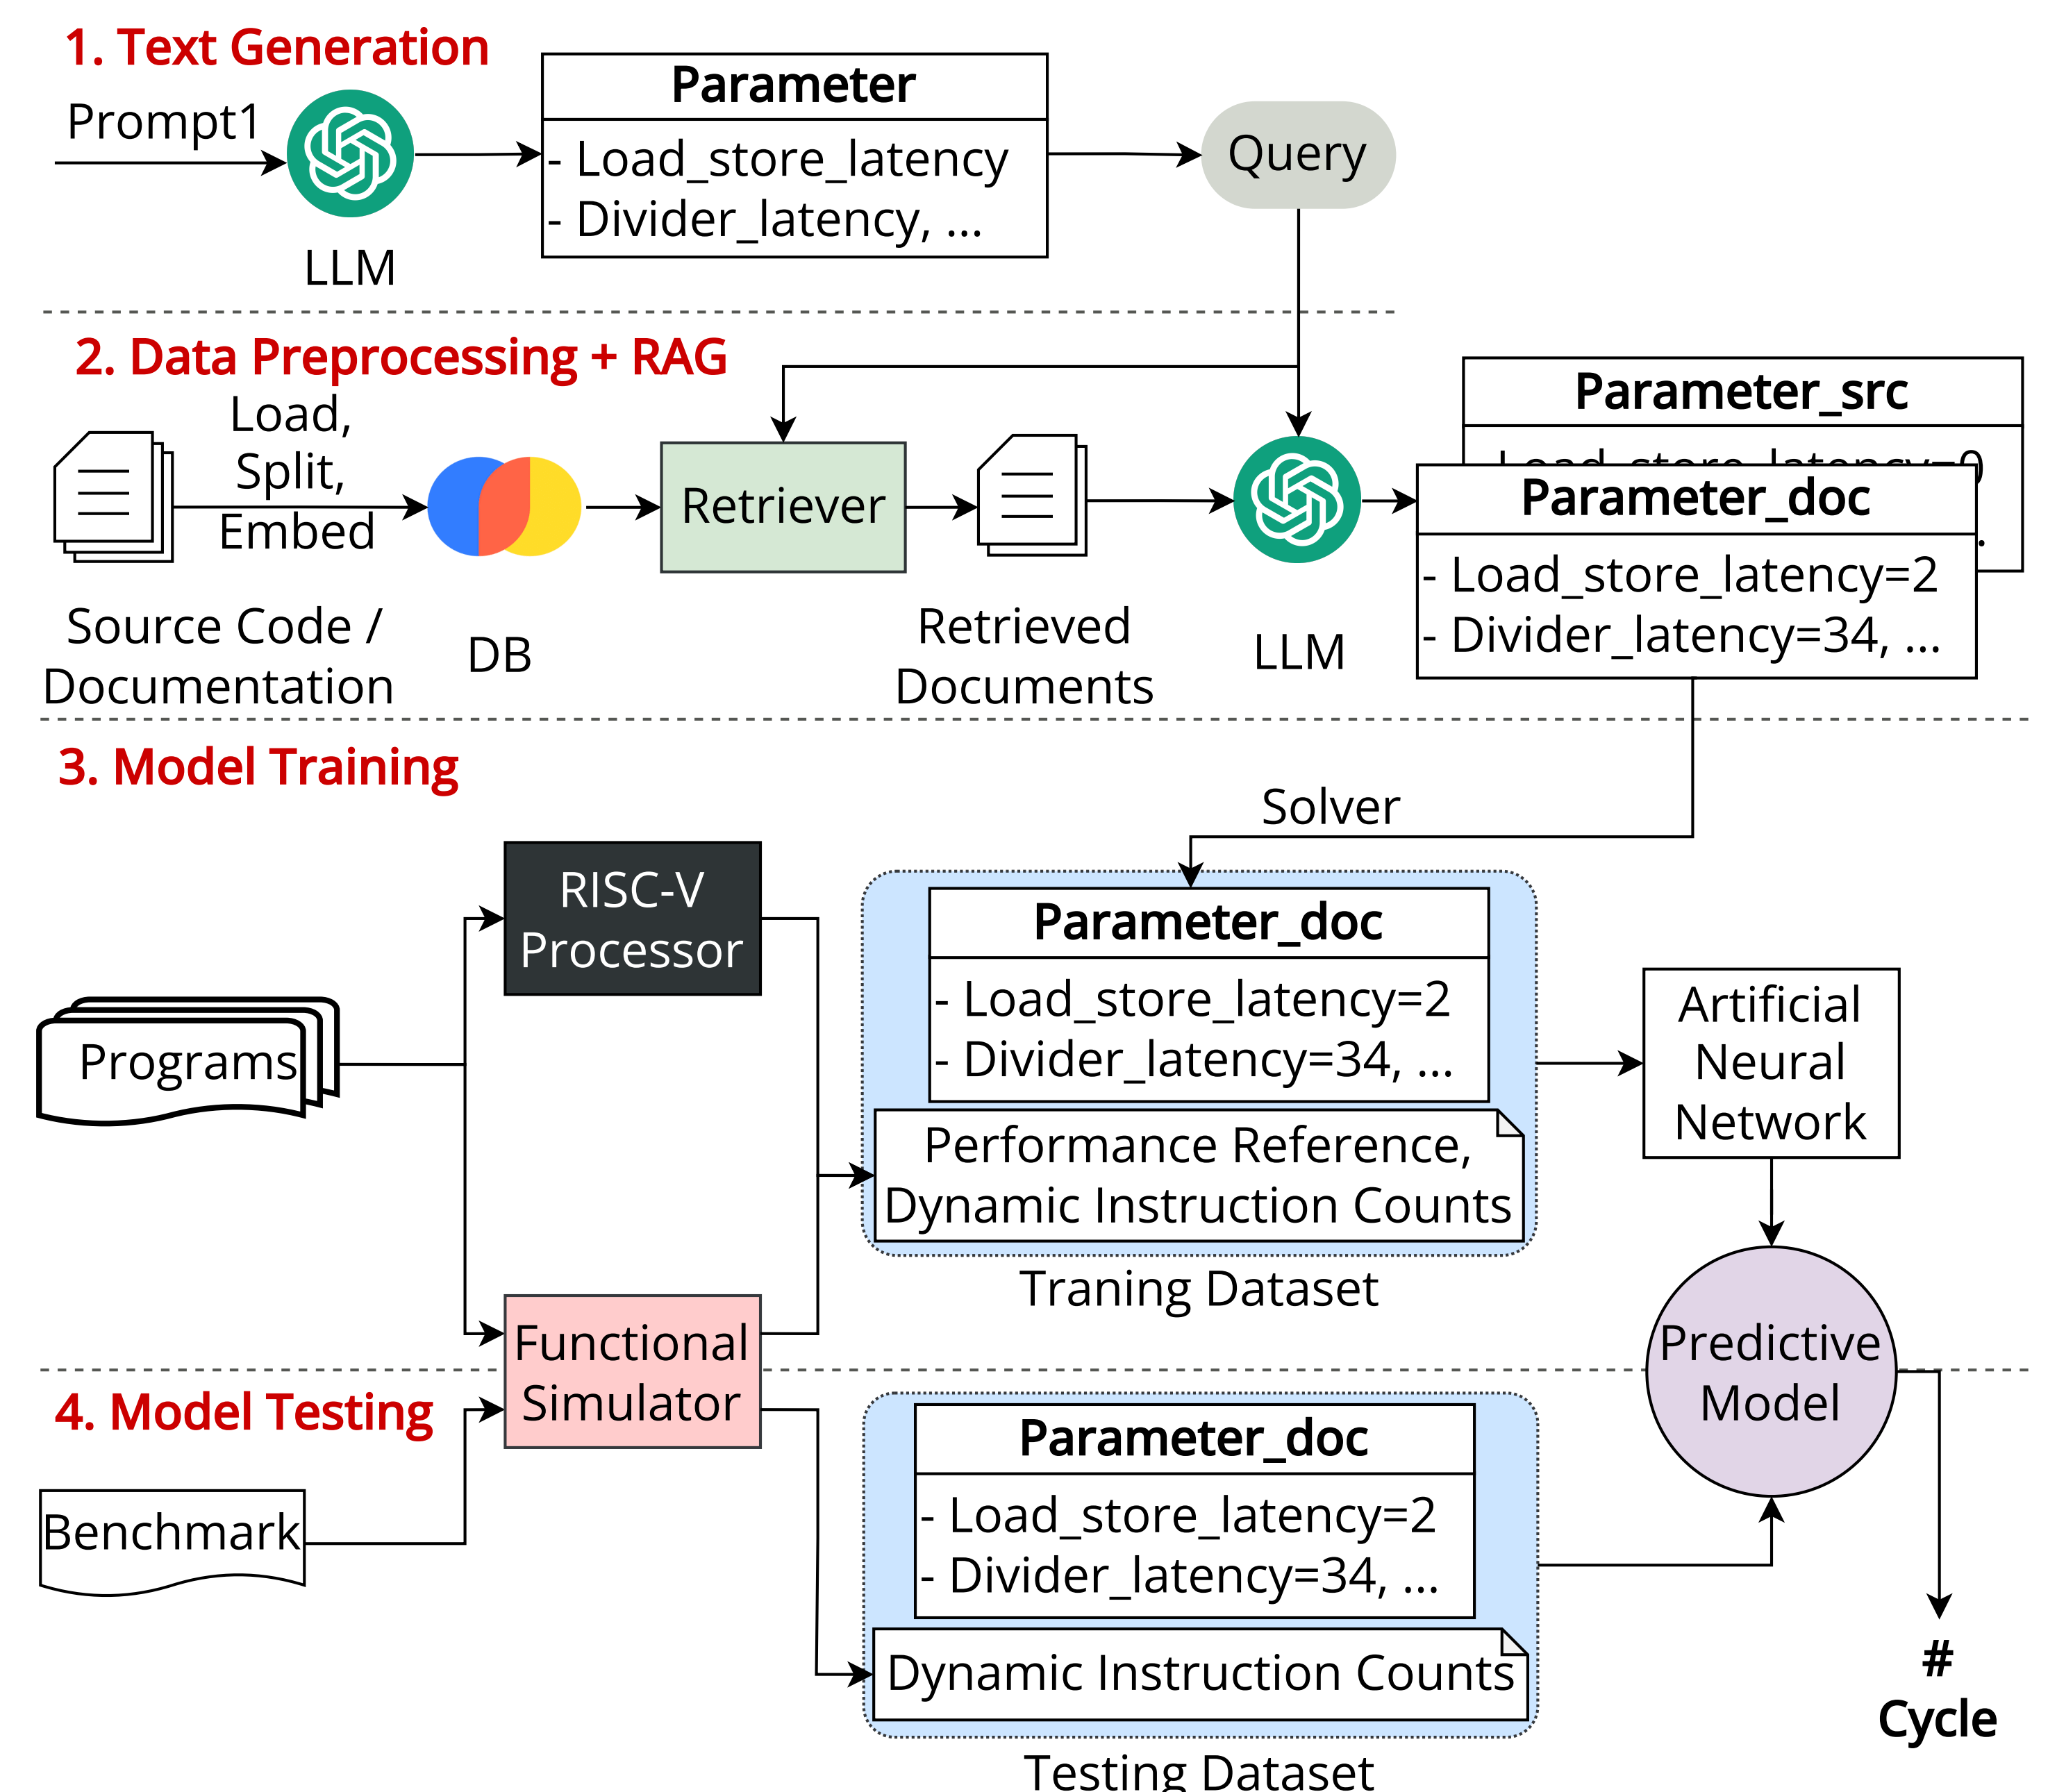 1. Text Generation
Prompt1
LLM
Parameter
- Load_store_latency
- Divider_latency, ...
Query
2. Data Preprocessing + RAG
Load,
Split,
Embed
Source Code /
Documentation
DB
Retriever
Retrieved
Documents
LLM
Parameter_src
Load_store_latency=0
Parameter_doc
- Load_store_latency=2
- Divider_latency=34, ...
3. Model Training
Solver
Programs
RISC-V
Processor
Functional
Simulator
Parameter_doc
- Load_store_latency=2
- Divider_latency=34, ...
Performance Reference,
Dynamic Instruction Counts
Traning Dataset
Artificial
Neural
Network
Predictive
Model
4. Model Testing
Benchmark
Parameter_doc
- Load_store_latency=2
- Divider_latency=34, ...
Dynamic Instruction Counts
Testing Dataset
#
Cycle